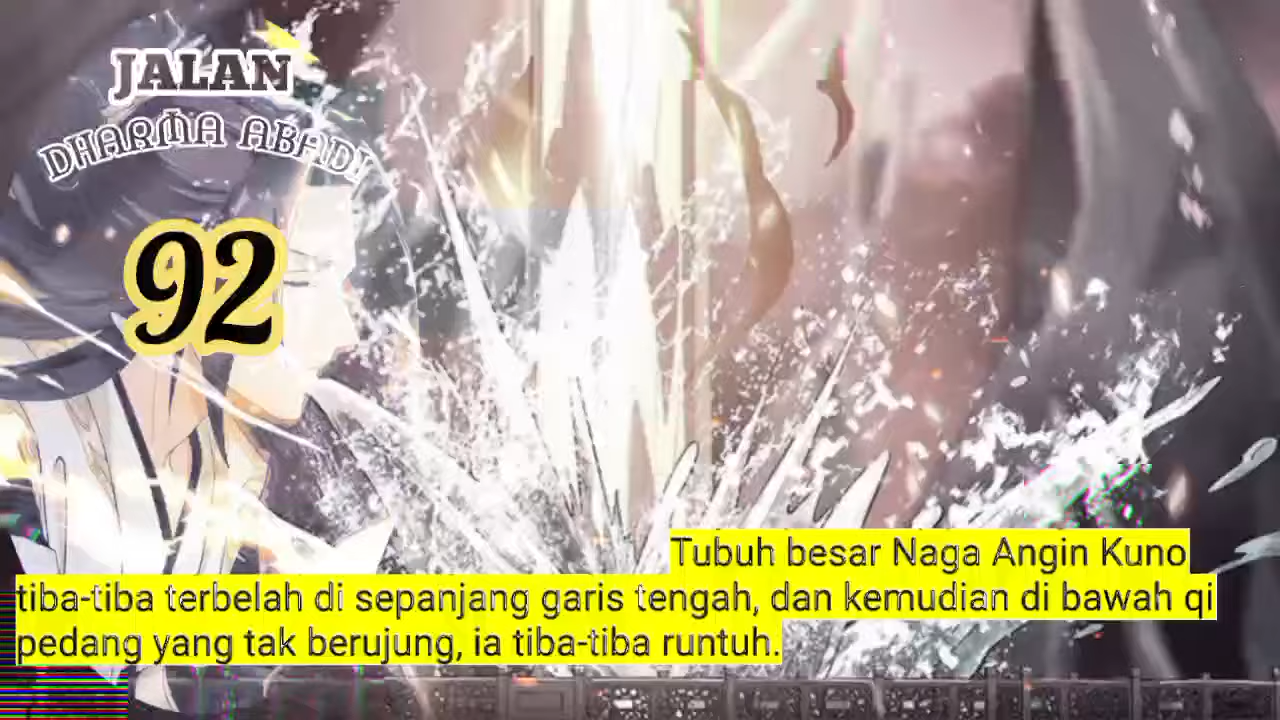 JALAN
DHARMA ABADI
92
Tubuh besar Naga Angin Kuno
tiba-tiba terbelah di sepanjang garis tengah, dan kemudian di bawah qi
pedang yang tak berujung, ia tiba-tiba runtuh.